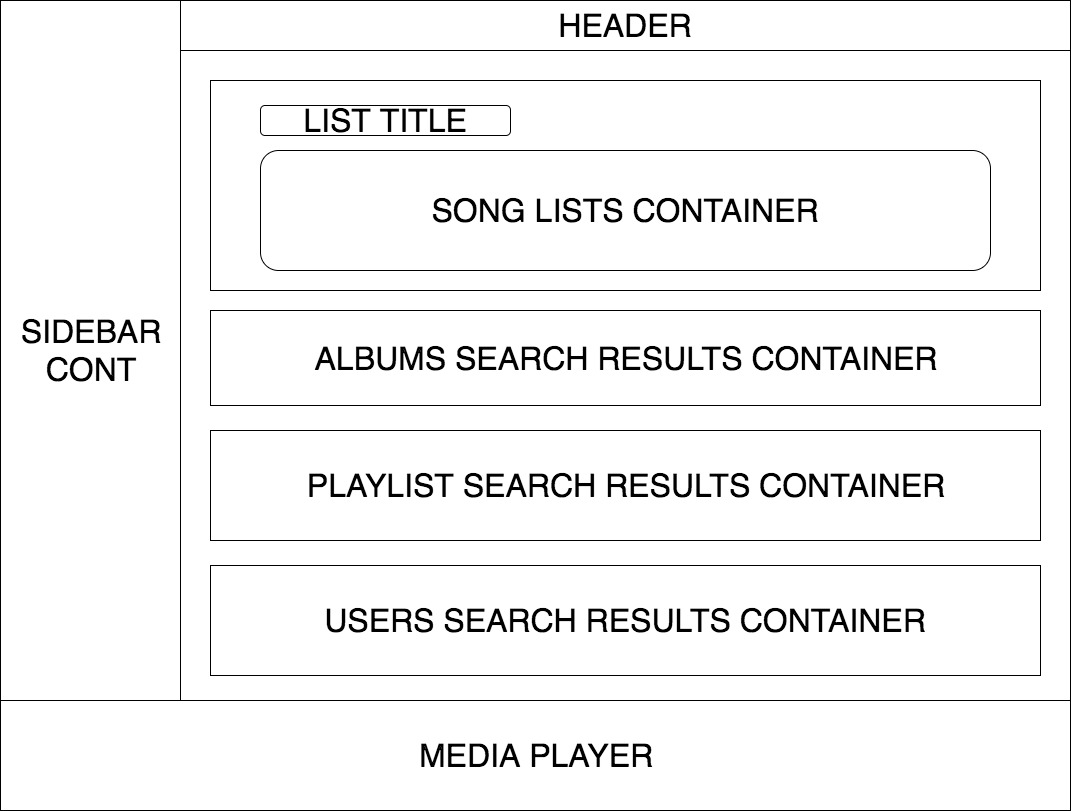 HEADER
LIST TITLE
SONG LISTS CONTAINER
SIDEBAR
CONT
ALBUMS SEARCH RESULTS CONTAINER
PLAYLIST SEARCH RESULTS CONTAINER
USERS SEARCH RESULTS CONTAINER
MEDIA PLAYER